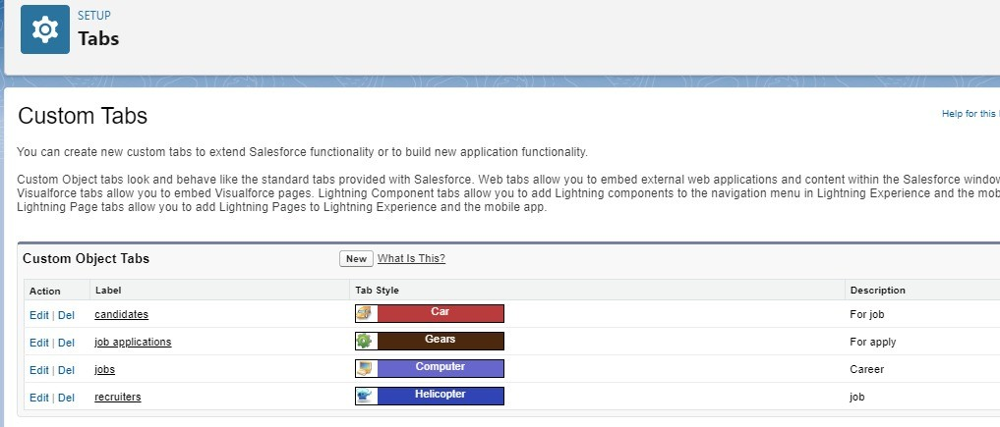 SETUP
Tabs
Custom Tabs
Help for this
You can create new custom tabs to extend Salesforce functionality or to build new application functionality.
Custom Object tabs look and behave like the standard tabs provided with Salesforce. Web tabs allow you to embed external web applications and content within the Salesforce window
Visualforce tabs allow you to embed Visualforce pages. Lightning Component tabs allow you to add Lightning components to the navigation menu in Lightning Experience and the mob
Lightning Page tabs allow you to add Lightning Pages to Lightning Experience and the mobile app.
Custom Object Tabs New What Is This?
Action Label Tab Style Description
Edit | Del candidates Car For job
Edit | Del job applications Gears For apply
Edit | Del jobs Computer Career
Edit | Del recruiters Helicopter job